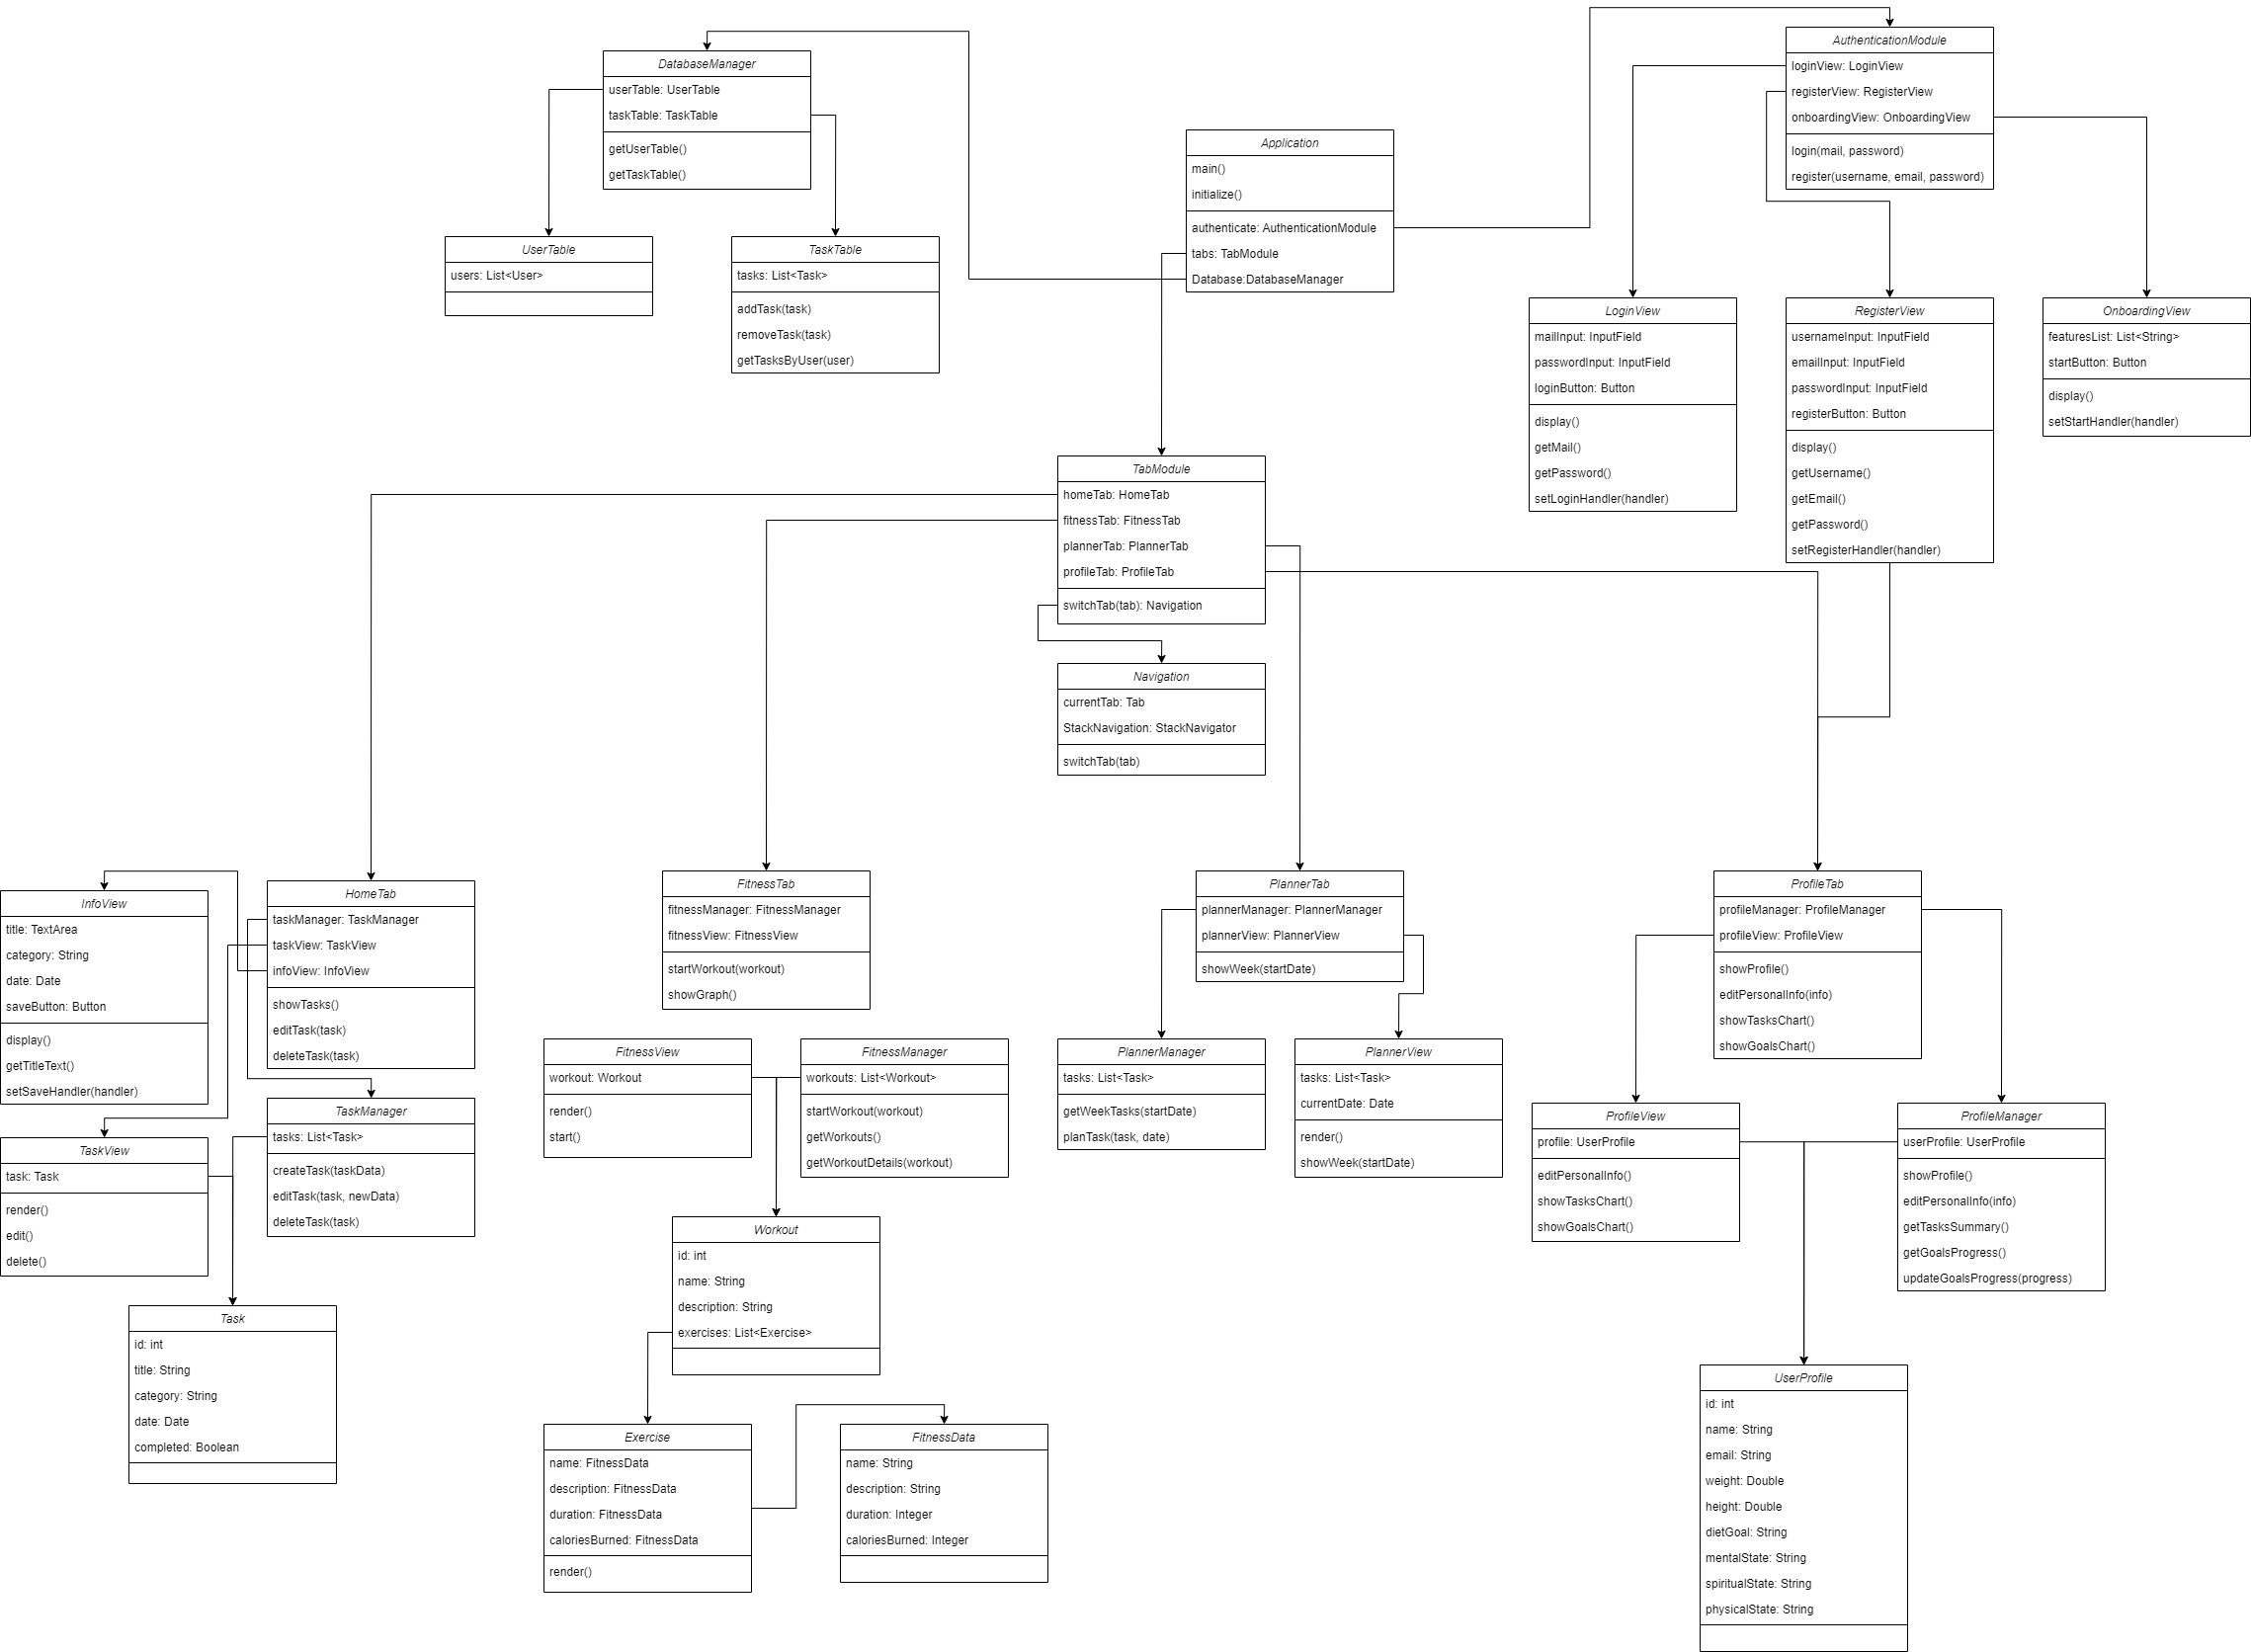 DatabaseManager
userTable: UserTable
taskTable: TaskTable
getUserTable()
getTaskTable()
UserTable
users: List<User>
TaskTable
tasks: List<Task>
addTask(task)
removeTask(task)
getTasksByUser(user)
Application
main()
initialize()
authenticate: AuthenticationModule
tabs: TabModule
Database:DatabaseManager
AuthenticationModule
loginView: LoginView
registerView: RegisterView
onboardingView: OnboardingView
login(mail, password)
register(username, email, password)
LoginView
mailInput: InputField
passwordInput: InputField
loginButton: Button
display()
getMail()
getPassword()
setLoginHandler(handler)
RegisterView
usernameInput: InputField
emailInput: InputField
passwordInput: InputField
registerButton: Button
display()
getUsername()
getEmail()
getPassword()
setRegisterHandler(handler)
OnboardingView
featuresList: List<String>
startButton: Button
display()
setStartHandler(handler)
TabModule
homeTab: HomeTab
fitnessTab: FitnessTab
plannerTab: PlannerTab
profileTab: ProfileTab
switchTab(tab): Navigation
Navigation
currentTab: Tab
StackNavigation: StackNavigator
switchTab(tab)
InfoView
title: TextArea
category: String
date: Date
saveButton: Button
display()
getTitleText()
setSaveHandler(handler)
HomeTab
taskManager: TaskManager
taskView: TaskView
infoView: InfoView
showTasks()
editTask(task)
deleteTask(task)
TaskManager
tasks: List<Task>
createTask(taskData)
editTask(task, newData)
deleteTask(task)
TaskView
task: Task
render()
edit()
delete()
Task
id: int
title: String
category: String
date: Date
completed: Boolean
FitnessTab
fitnessManager: FitnessManager
fitnessView: FitnessView
startWorkout(workout)
showGraph()
FitnessView
workout: Workout
render()
start()
FitnessManager
workouts: List<Workout>
startWorkout(workout)
getWorkouts()
getWorkoutDetails(workout)
Workout
id: int
name: String
description: String
exercises: List<Exercise>
Exercise
name: FitnessData
description: FitnessData
duration: FitnessData
caloriesBurned: FitnessData
render()
FitnessData
name: String
description: String
duration: Integer
caloriesBurned: Integer
PlannerTab
plannerManager: PlannerManager
plannerView: PlannerView
showWeek(startDate)
PlannerManager
tasks: List<Task>
getWeekTasks(startDate)
planTask(task, date)
PlannerView
tasks: List<Task>
currentDate: Date
render()
showWeek(startDate)
ProfileTab
profileManager: ProfileManager
profileView: ProfileView
showProfile()
editPersonalInfo(info)
showTasksChart()
showGoalsChart()
ProfileView
profile: UserProfile
editPersonalInfo()
showTasksChart()
showGoalsChart()
ProfileManager
userProfile: UserProfile
showProfile()
editPersonalInfo(info)
getTasksSummary()
getGoalsProgress()
updateGoalsProgress(progress)
UserProfile
id: int
name: String
email: String
weight: Double
height: Double
dietGoal: String
mentalState: String
spiritualState: String
physicalState: String